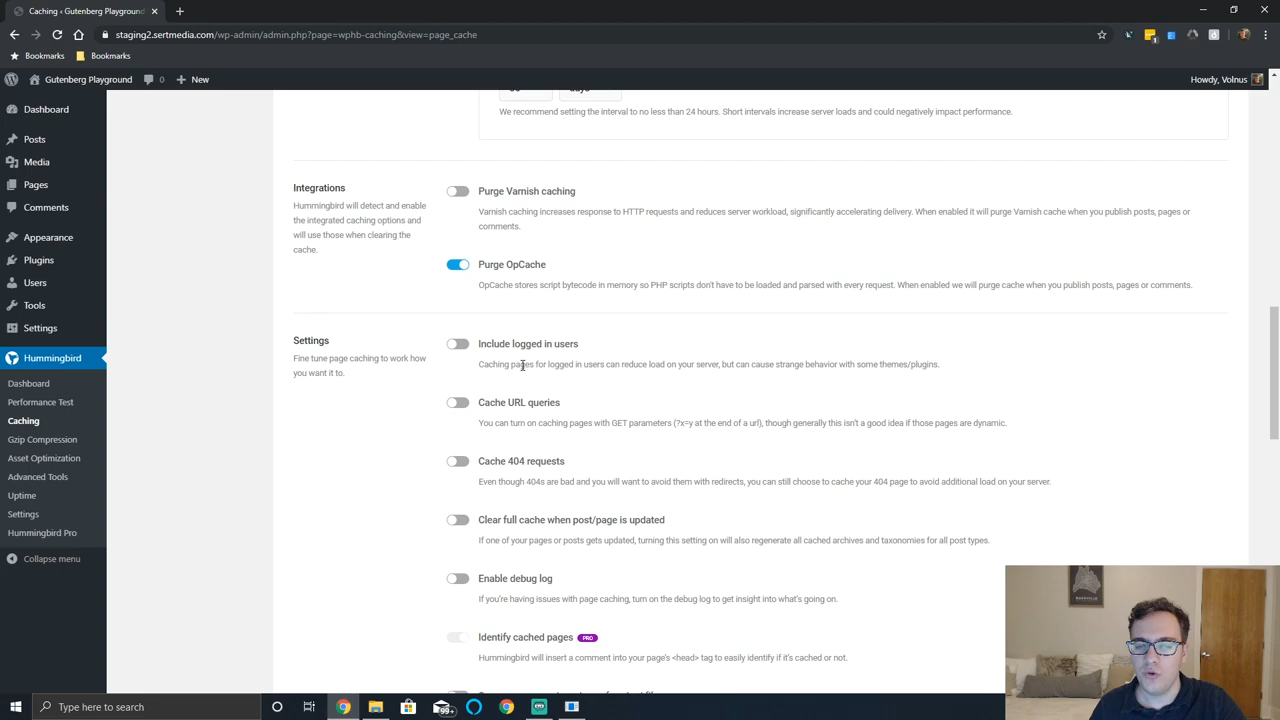 Caching ‹ Gutenberg Playground
staging2.sertmedia.com/wp-admin/admin.php?page=wphb-caching&view=page_cache
Bookmarks
Bookmarks
Gutenberg Playground
0
New
Howdy, Volnus
Dashboard
Posts
Media
Pages
Comments
Appearance
Plugins
Users
Tools
Settings
Hummingbird
Dashboard
Performance Test
Caching
Gzip Compression
Asset Optimization
Advanced Tools
Uptime
Settings
Hummingbird Pro
Collapse menu
We recommend setting the interval to no less than 24 hours. Short intervals increase server loads and could negatively impact performance.
Integrations
Hummingbird will detect and enable
the integrated caching options and
will use those when clearing the
cache.
Purge Varnish caching
Varnish caching increases response to HTTP requests and reduces server workload, significantly accelerating delivery. When enabled it will purge Varnish cache when you publish posts, pages or
comments.
Purge OpCache
OpCache stores script bytecode in memory so PHP scripts don't have to be loaded and parsed with every request. When enabled we will purge cache when you publish posts, pages or comments.
Settings
Fine tune page caching to work how
you want it to.
Include logged in users
Caching pages for logged in users can reduce load on your server, but can cause strange behavior with some themes/plugins.
Cache URL queries
You can turn on caching pages with GET parameters (?x=y at the end of a url), though generally this isn't a good idea if those pages are dynamic.
Cache 404 requests
Even though 404s are bad and you will want to avoid them with redirects, you can still choose to cache your 404 page to avoid additional load on your server.
Clear full cache when post/page is updated
If one of your pages or posts gets updated, turning this setting on will also regenerate all cached archives and taxonomies for all post types.
Enable debug log
If you're having issues with page caching, turn on the debug log to get insight into what's going on.
Identify cached pages PRO
Hummingbird will insert a comment into your page's <head> tag to easily identify if it's cached or not.
Type here to search
99+